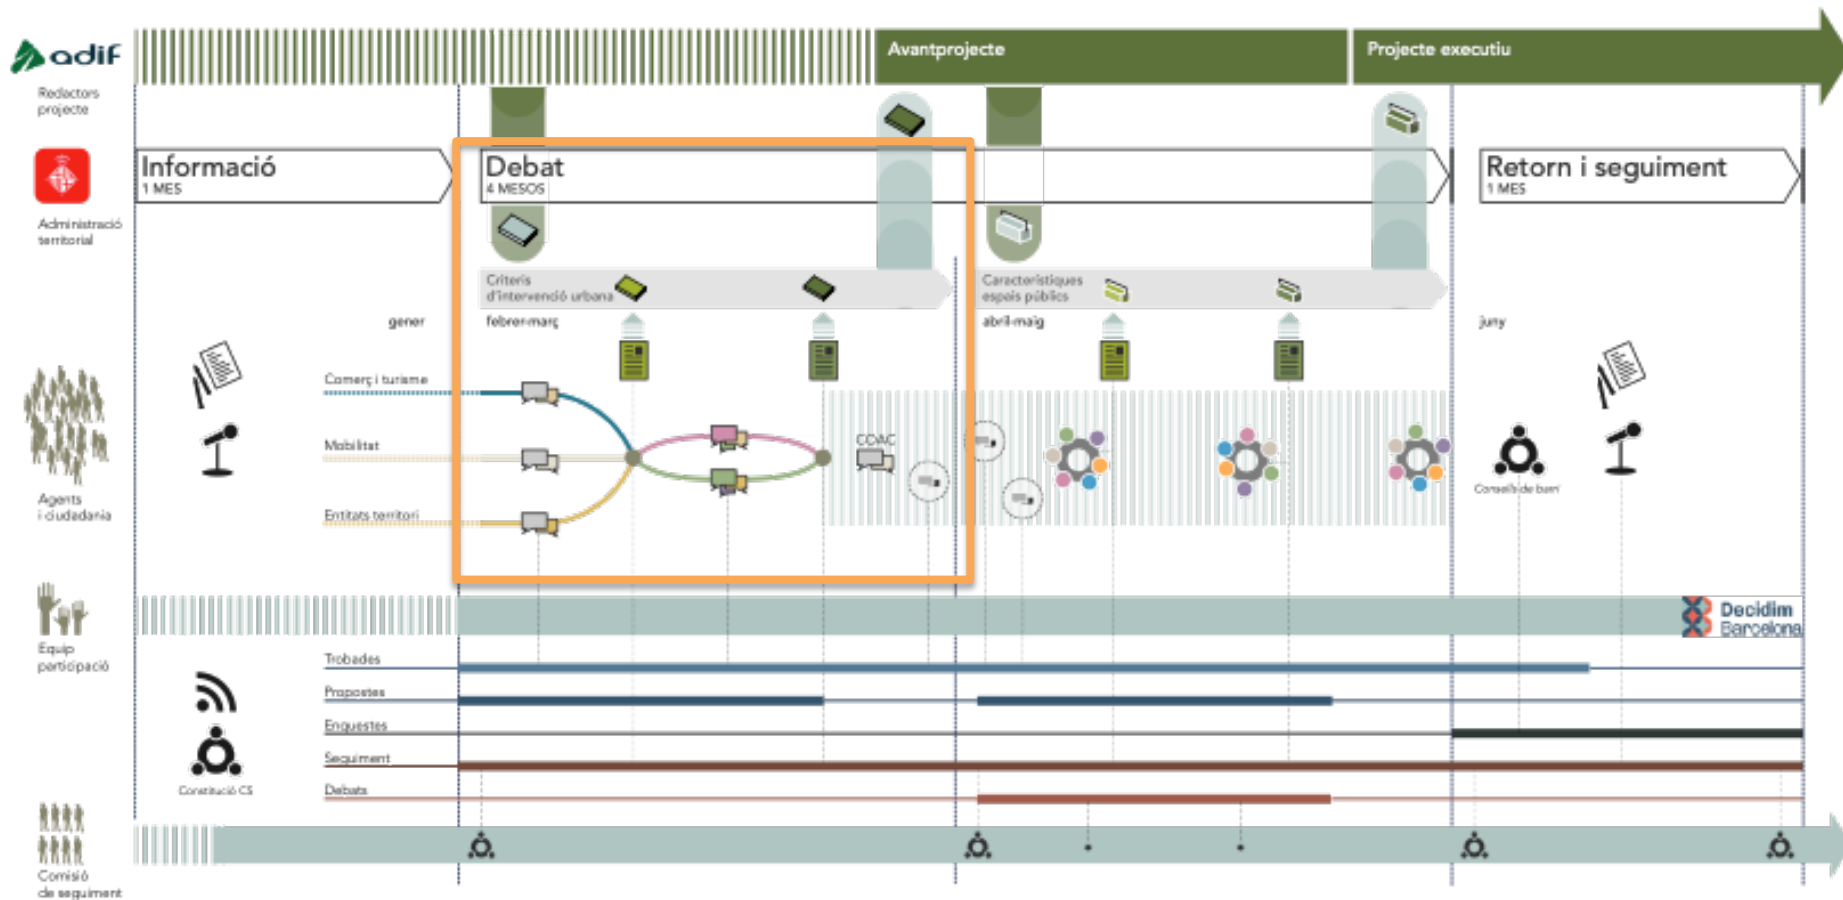 adif
Avantprojecte
Projecte executiu
Redactors
projecte
Informació
1 MES
Debat
4 MESOS
Retorn i seguiment
1 MES
Administració
territorial
Criteris
d'intervenció urbana
Característiques
espais públics
gener
febrer-març
abril-maig
juny
Comerç i turisme
Mobilitat
COAC
Entitats territori
Consells de barri
Agents
i ciudadania
Decidim
Barcelona
Equip
participació
Trobades
Propostes
Enquestes
Seguiment
Debats
Constitució CS
Comisió
de seguiment